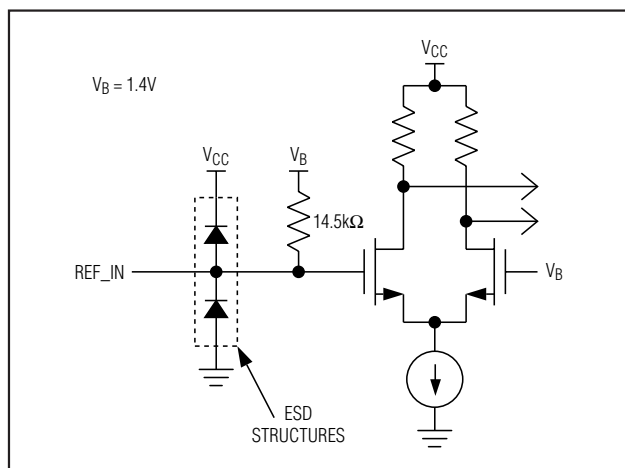 V_CC
V_B = 1.4V
V_CC
V_B
14.5kΩ
REF_IN
V_B
ESD
STRUCTURES